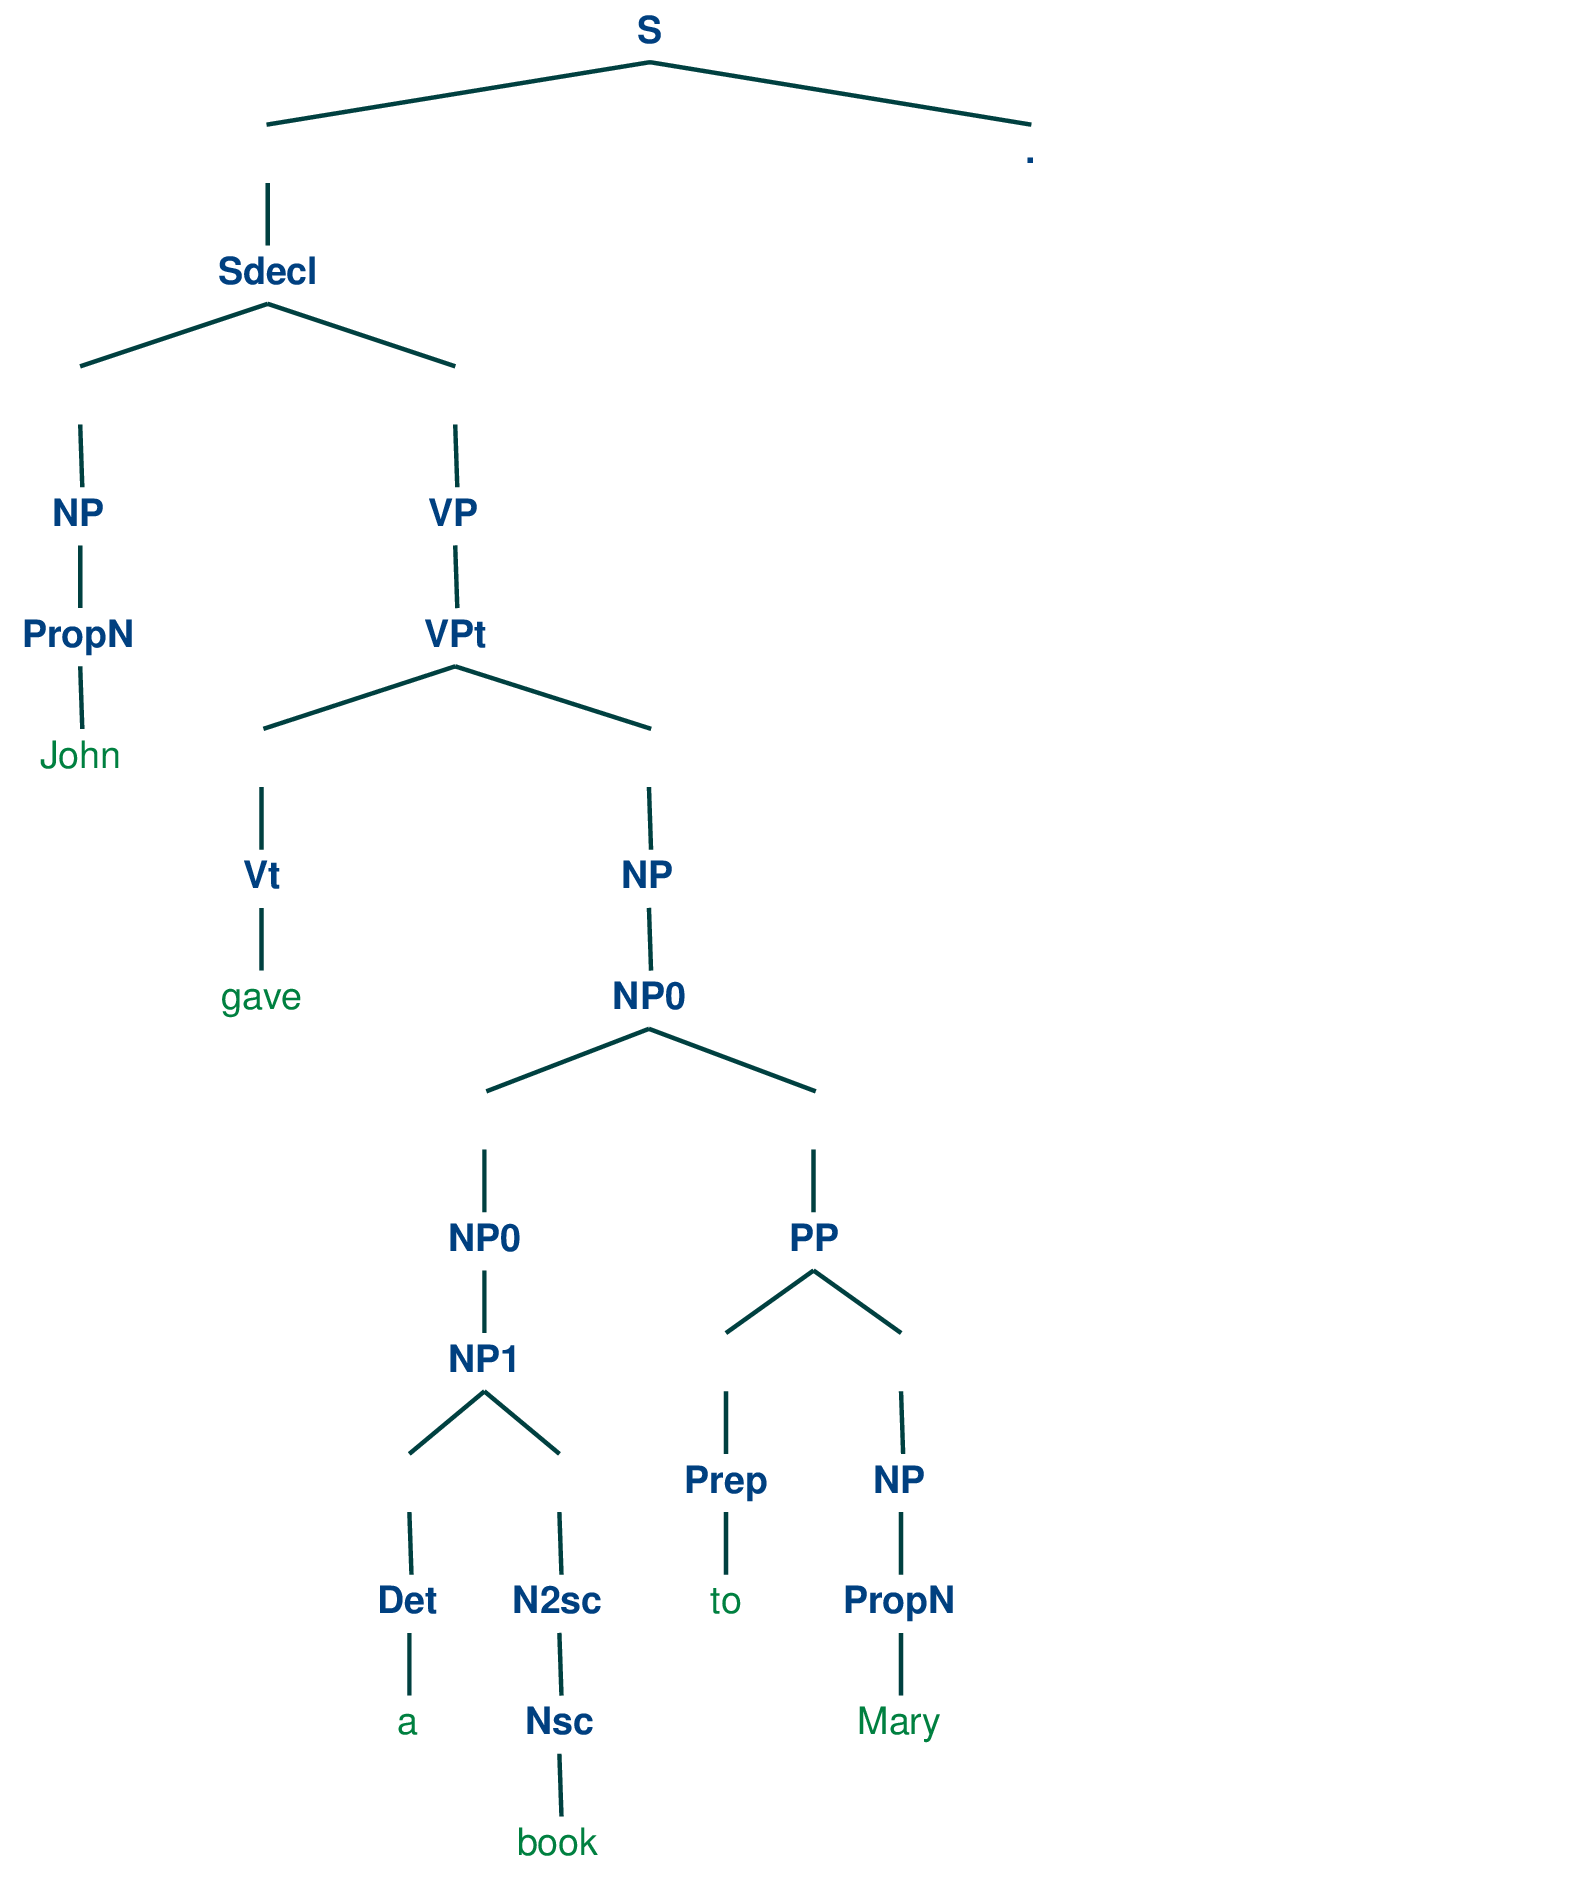 S
.
Sdecl
NP VP
PropN VPt
John
Vt NP
gave NP0
NP0 PP
NP1
Prep NP
Det N2sc to PropN
a Nsc Mary
book